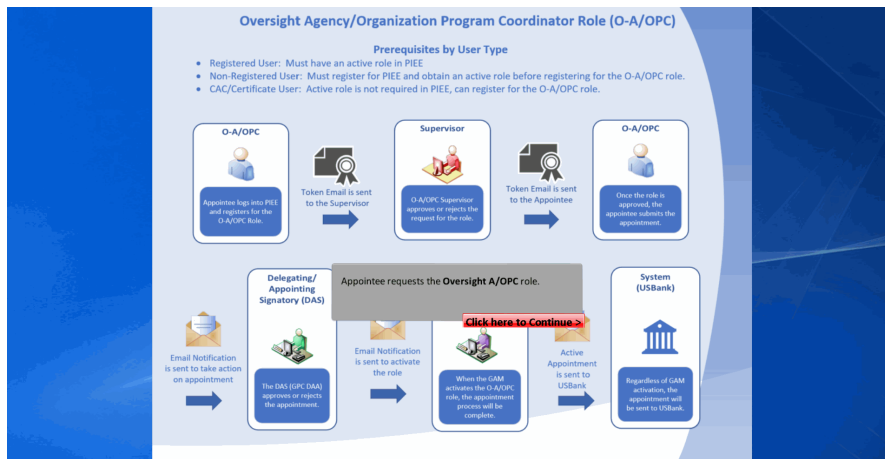 Oversight Agency/Organization Program Coordinator Role (O-A/OPC)
Prerequisites by User Type
• Registered User: Must have an active role in PIEE
• Non-Registered User: Must register for PIEE and obtain an active role before registering for the O-A/OPC role.
• CAC/Certificate User: Active role is not required in PIEE, can register for the O-A/OPC role.
O-A/OPC
Appointee logs into PIEE
and registers for the
O-A/OPC Role.
Token Email is sent
to the Supervisor
Supervisor
O-A/OPC Supervisor
approves or rejects the
request for the role.
Token Email is sent
to the Appointee
O-A/OPC
Once the role is
approved, the
appointee submits the
appointment.
Email Notification
is sent to take action
on appointment
Delegating/
Appointing
Signatory (DAS)
The DAS (GPC DAA)
approves or rejects
the appointment.
Appointee requests the Oversight A/OPC role.
Click here to Continue >
Email Notification
is sent to activate
the role
When the GAM
activates the O-A/OPC
role, the appointment
process will be
complete.
Active
Appointment
is sent to
USBank
System
(USBank)
Regardless of GAM
activation, the
appointment will
be sent to USBank.